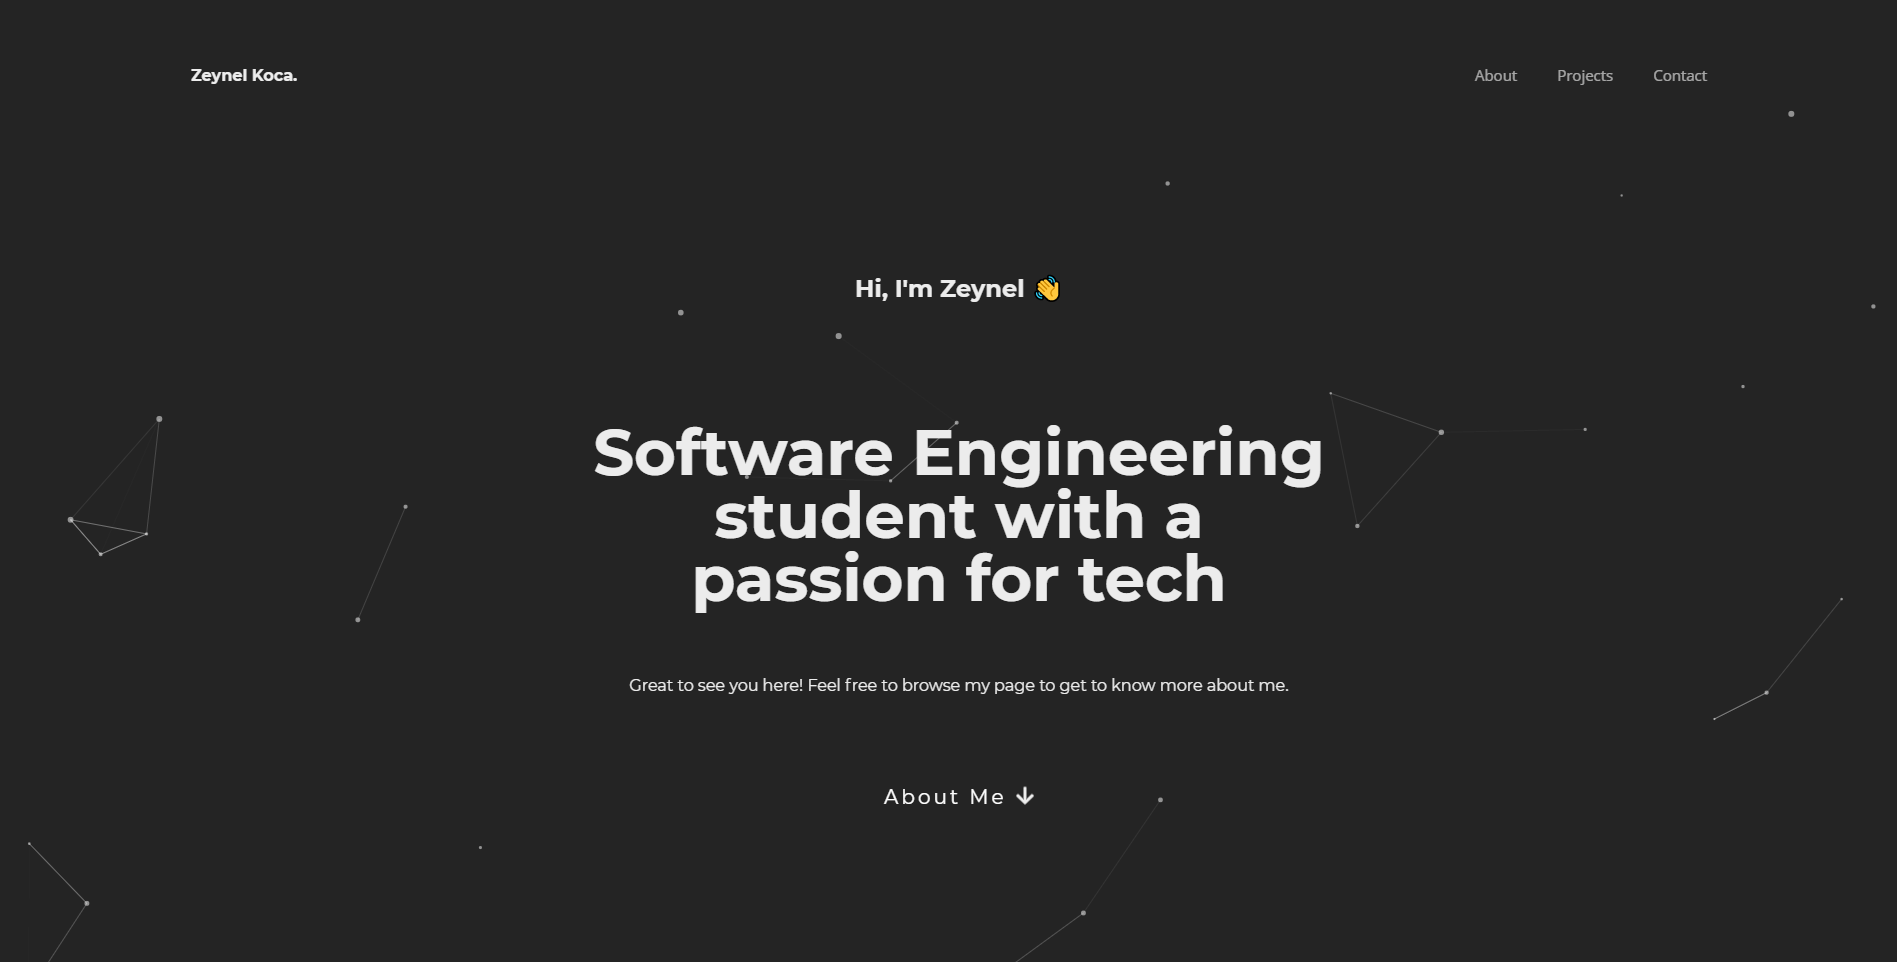 Zeynel Koca.
About
Projects
Contact
Hi, I'm Zeynel 👋
Software Engineering
student with a
passion for tech
Great to see you here! Feel free to browse my page to get to know more about me.
About Me ↓